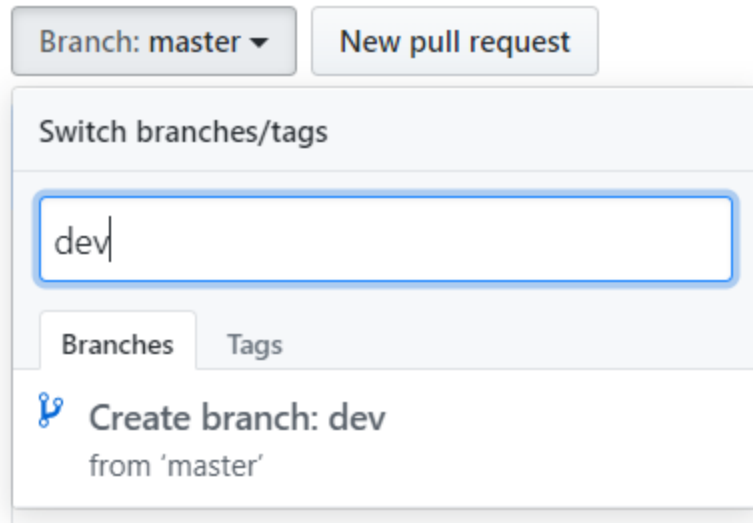 Branch: master New pull request
Switch branches/tags
dev
Branches Tags
Create branch: dev
from ‘master’